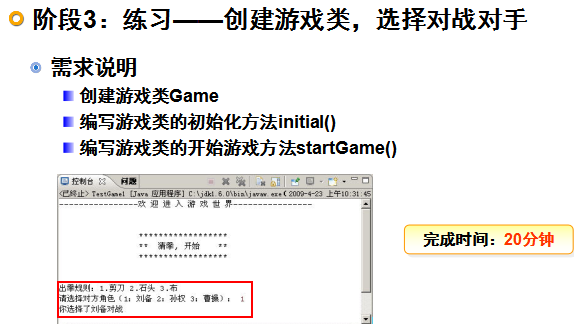 阶段3：练习——创建游戏类，选择对战对手
需求说明
创建游戏类Game
编写游戏类的初始化方法initial()
编写游戏类的开始游戏方法startGame()
控制台 问题
<已终止> TestGame1 [Java 应用程序] C:\jdk1.6.0\bin\javaw.exe（2009-4-23 上午10:31:45
-----------------欢 迎 进 入 游 戏 世 界-----------------
******************
** 猜拳, 开始 **
******************
出拳规则：1.剪刀 2.石头 3.布
请选择对方角色（1：刘备 2：孙权 3：曹操）： 1
你选择了刘备对战
完成时间：20分钟